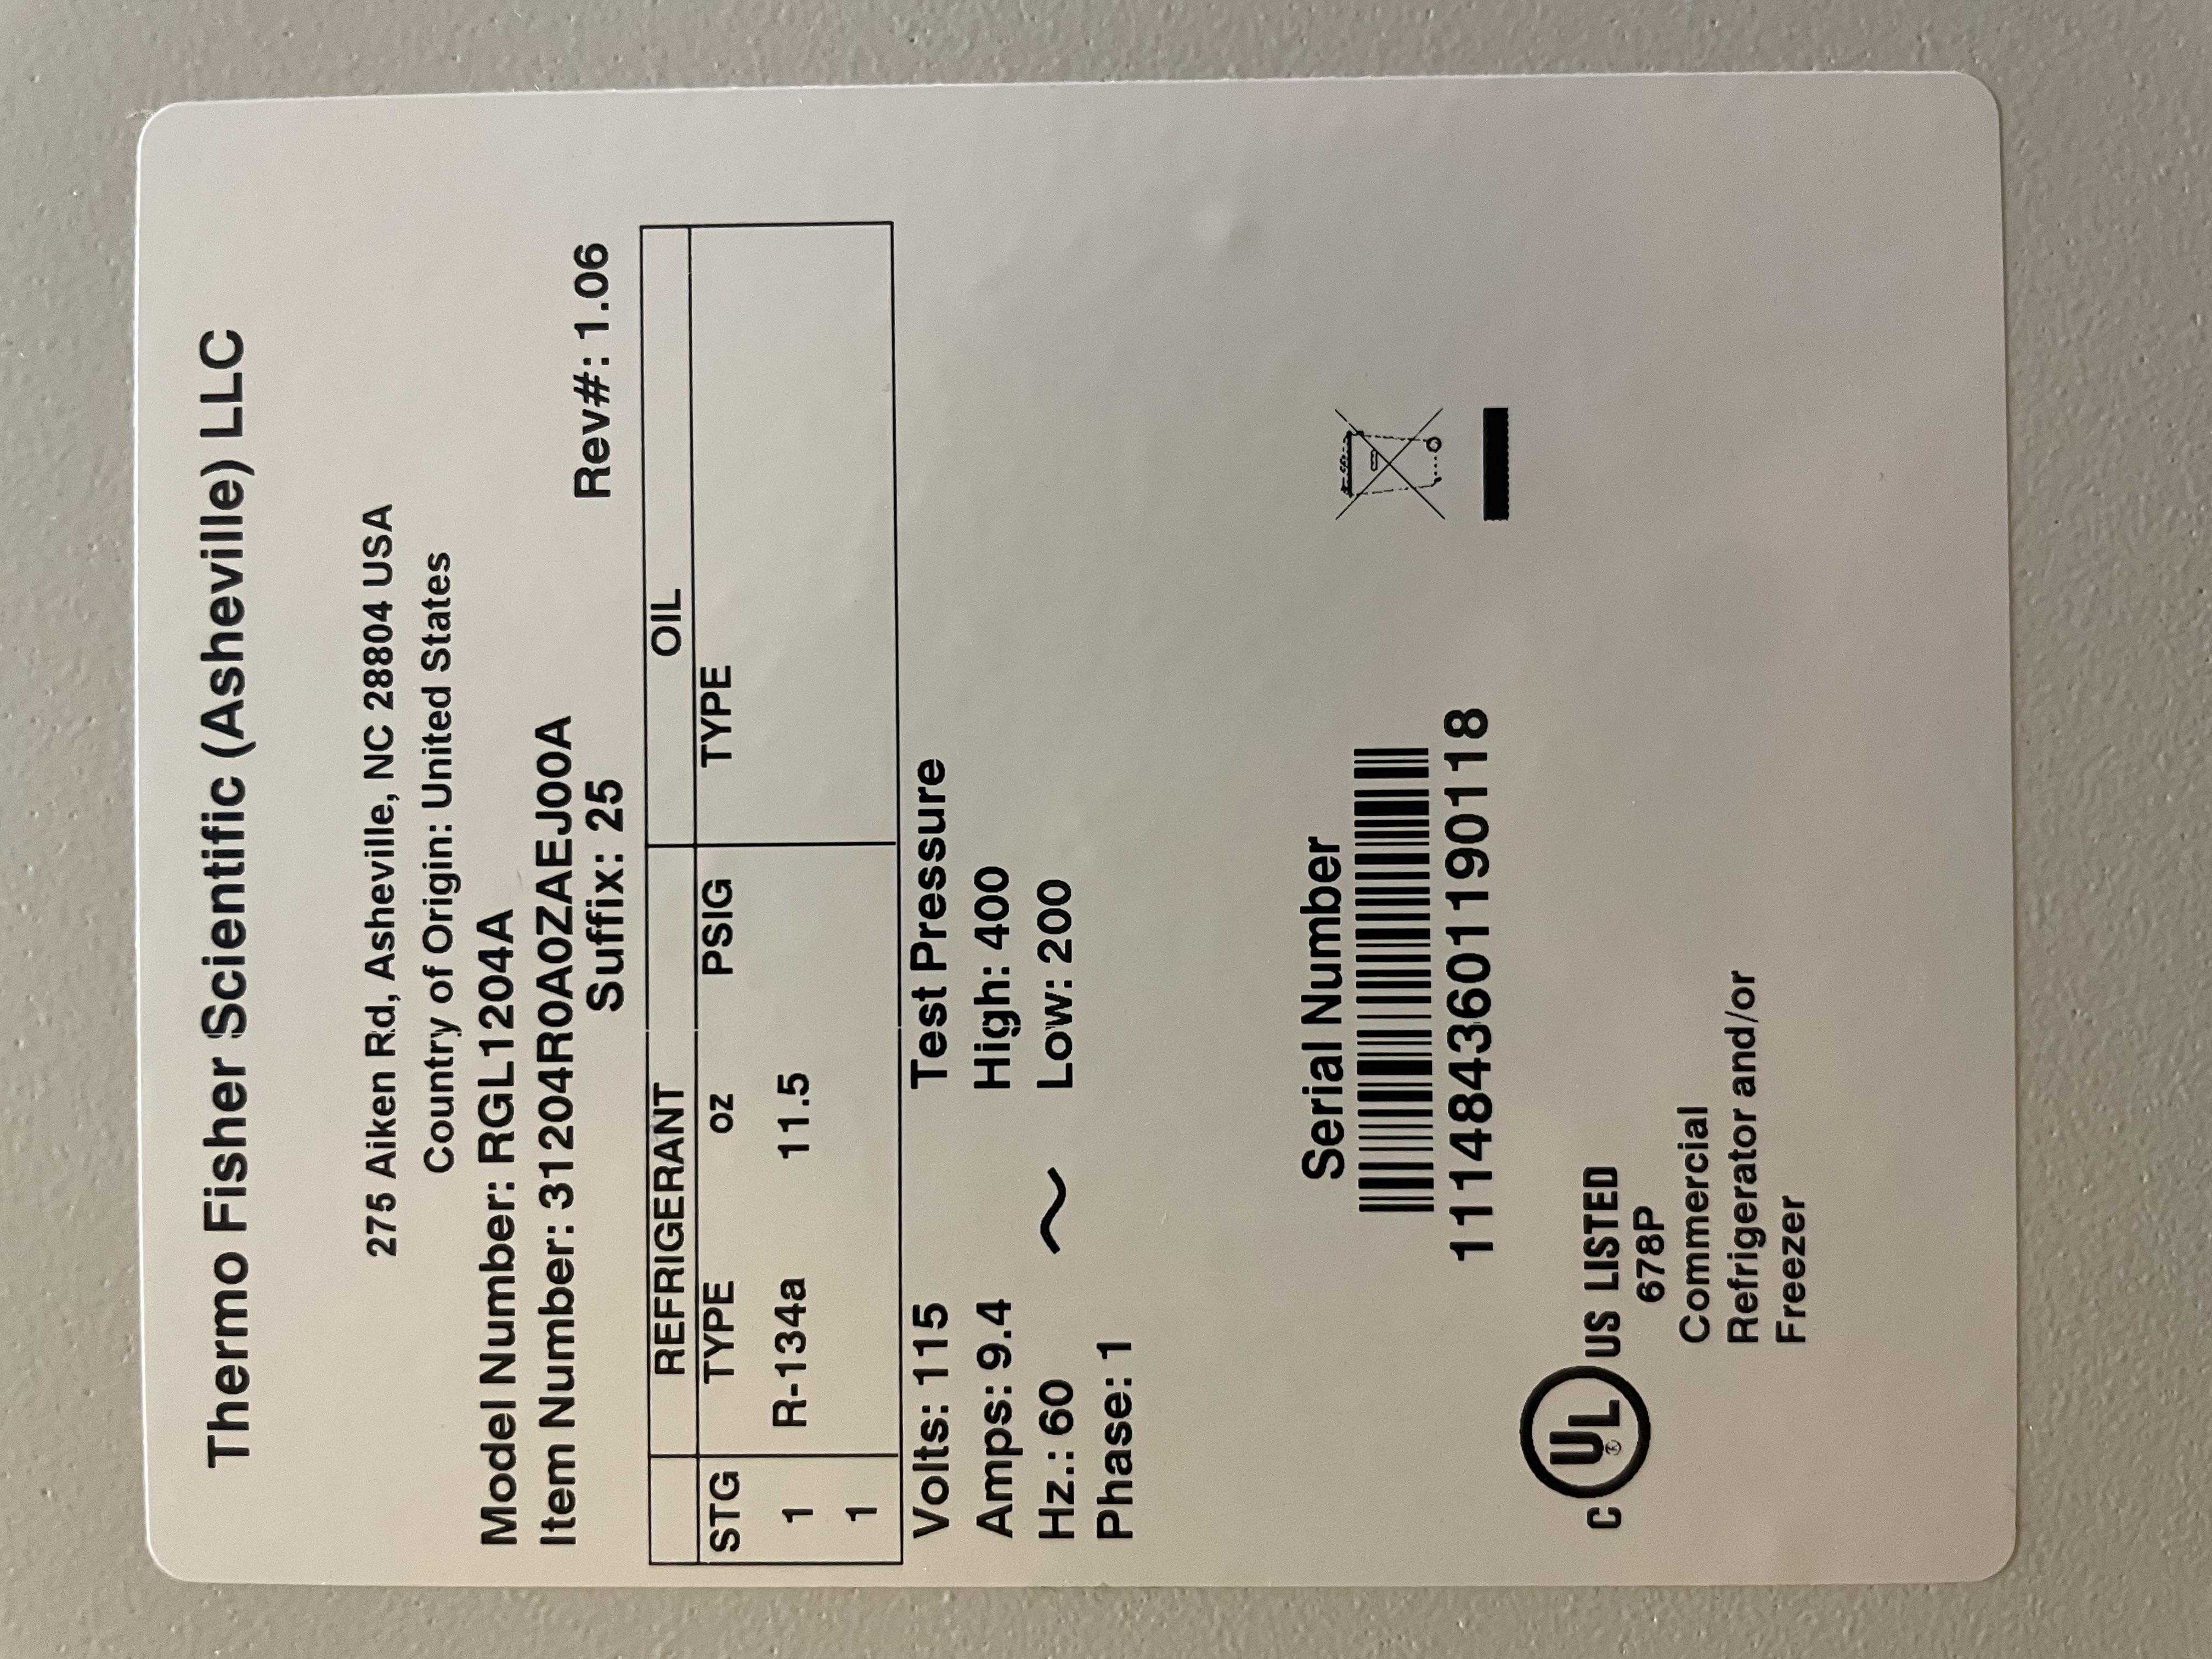 Thermo Fisher Scientific (Asheville) LLC
275 Aiken Rd, Asheville, NC 28804 USA
Country of Origin: United States
Model Number: RGL1204A
Item Number: 31204R0A0ZAEJ00A
Suffix: 25 Rev#: 1.06
REFRIGERANT OIL
STG TYPE oz PSIG TYPE
1 R-134a 11.5
1
Volts: 115 Test Pressure
Amps: 9.4 High: 400
Hz.: 60 ~ Low: 200
Phase: 1
Serial Number
1114843601190118
C UL US LISTED
678P
Commercial
Refrigerator and/or
Freezer